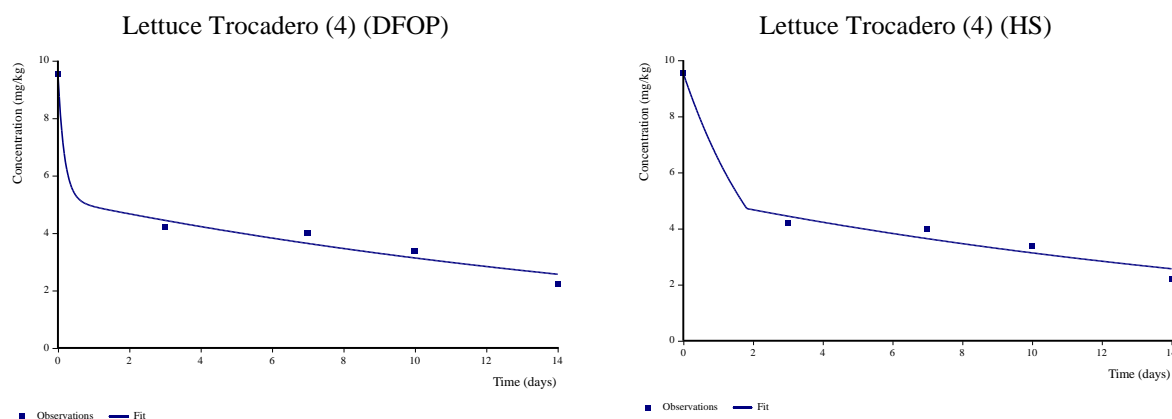 Lettuce Trocadero (4) (DFOP)
Concentration (mg/kg)
10
8
6
4
2
0
0 2 4 6 8 10 12 14
Time (days)
Observations Fit
Lettuce Trocadero (4) (HS)
Concentration (mg/kg)
10
8
6
4
2
0
0 2 4 6 8 10 12 14
Time (days)
Observations Fit